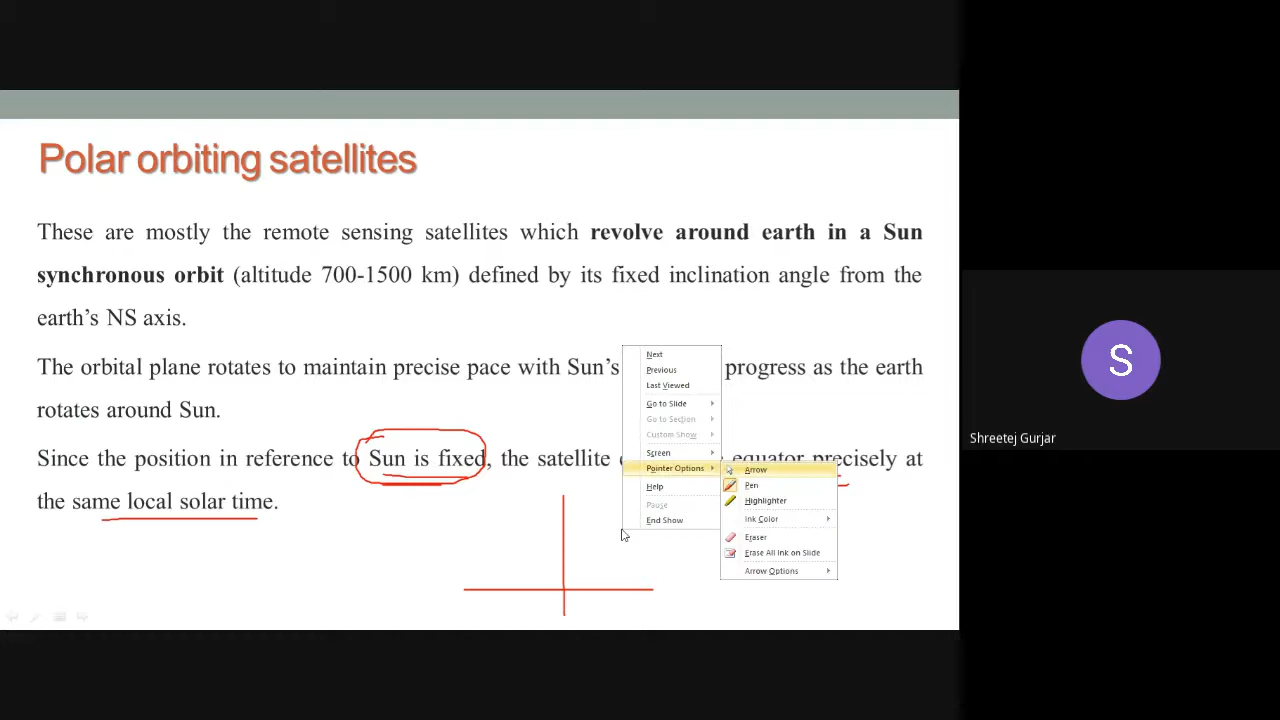 Polar orbiting satellites
These are mostly the remote sensing satellites which revolve around earth in a Sun
synchronous orbit (altitude 700-1500 km) defined by its fixed inclination angle from the
earth's NS axis.
The orbital plane rotates to maintain precise pace with Sun's progress as the earth
rotates around Sun.
Since the position in reference to Sun is fixed, the satellite equator precisely at
the same local solar time.
Next
Previous
Last Viewed
Go to Slide
Go to Section
Custom Show
Screen
Pointer Options
Help
Pause
End Show
Arrow
Pen
Highlighter
Ink Color
Eraser
Erase All Ink on Slide
Arrow Options
S
Shreetej Gurjar